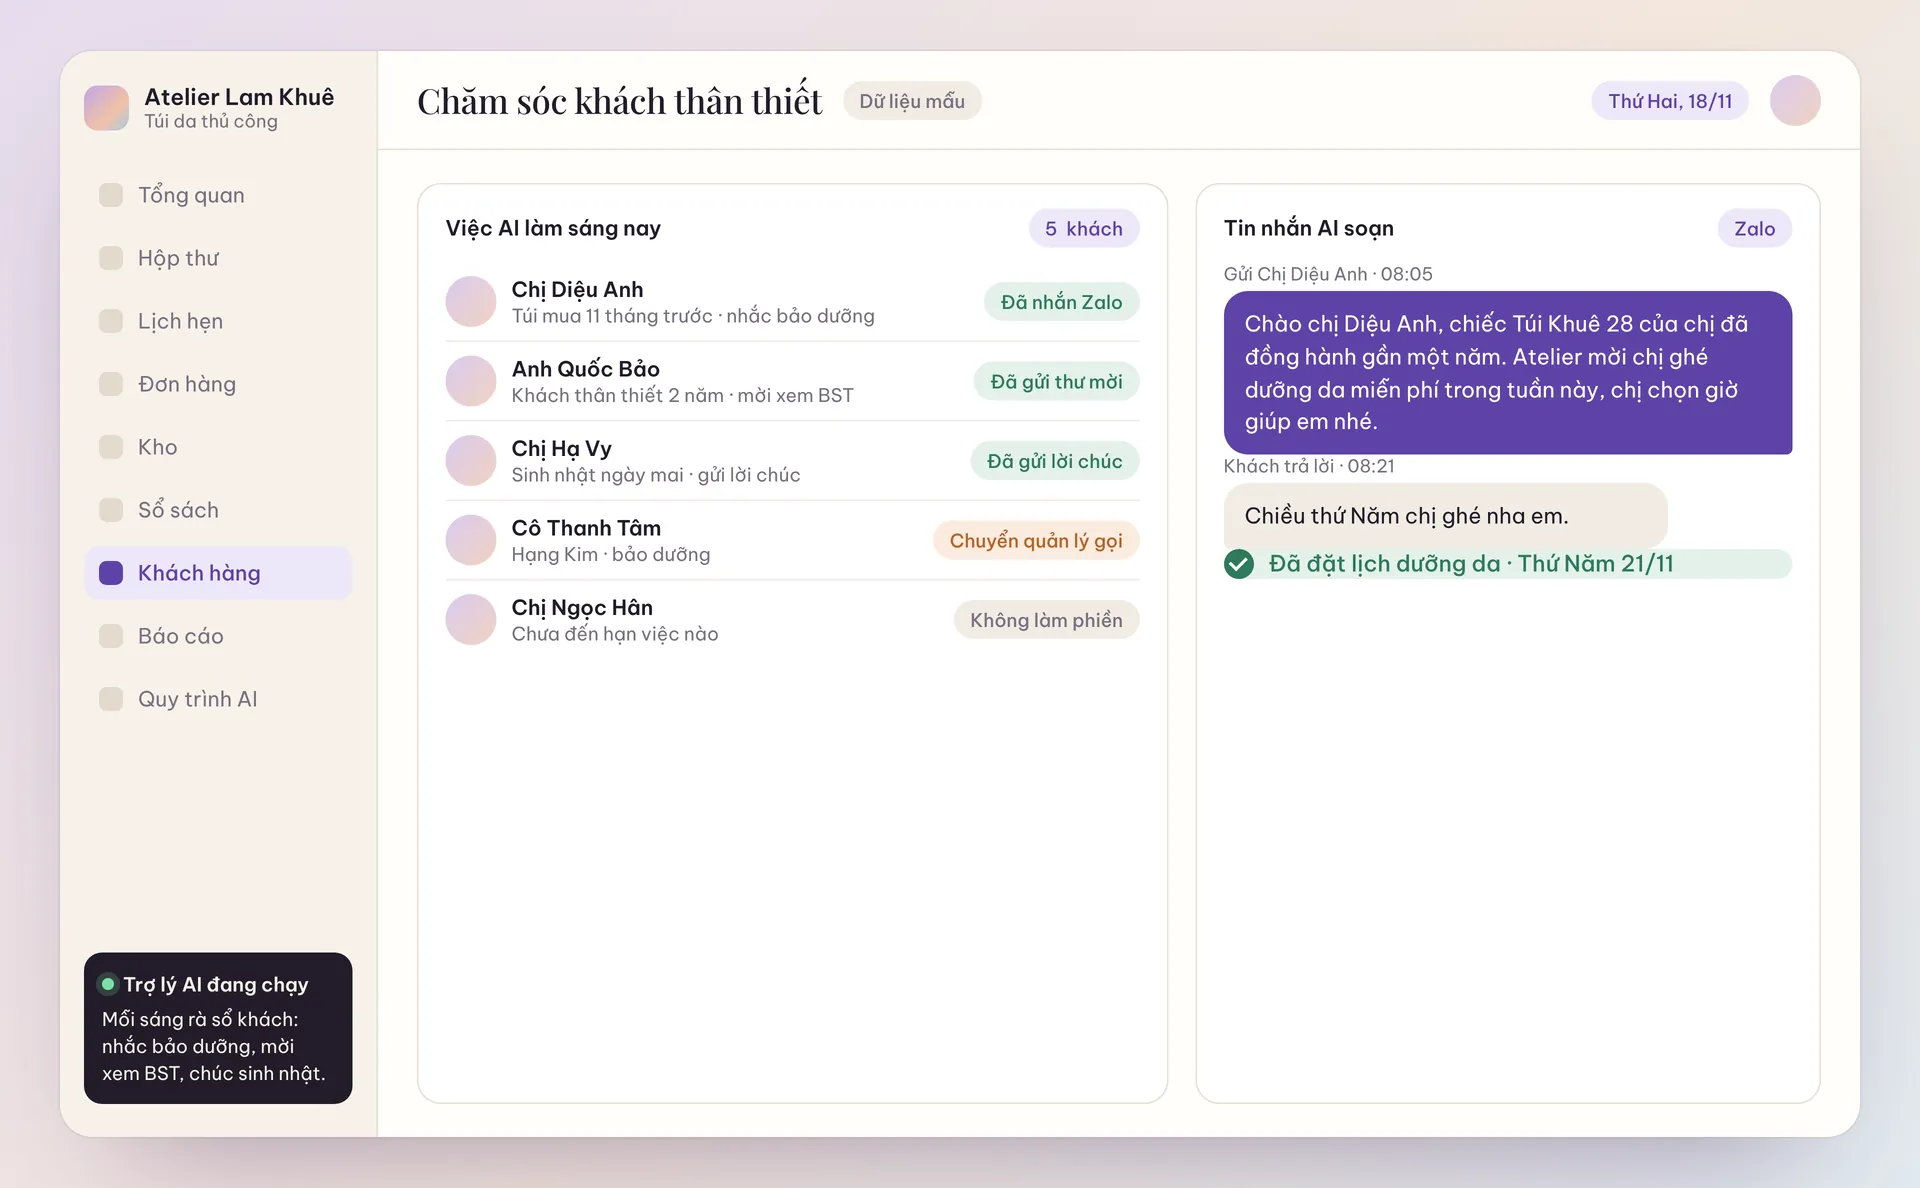 Atelier Lam Khuê
Túi da thủ công
Tổng quan
Hộp thư
Lịch hẹn
Đơn hàng
Kho
Sổ sách
Khách hàng
Báo cáo
Quy trình AI
Trợ lý AI đang chạy
Mỗi sáng rà sổ khách:
nhắc bảo dưỡng, mời
xem BST, chúc sinh nhật.
Chăm sóc khách thân thiết
Dữ liệu mẫu
Thứ Hai, 18/11
Việc AI làm sáng nay
5 khách
Chị Diệu Anh
Túi mua 11 tháng trước · nhắc bảo dưỡng
Đã nhắn Zalo
Anh Quốc Bảo
Khách thân thiết 2 năm · mời xem BST
Đã gửi thư mời
Chị Hạ Vy
Sinh nhật ngày mai · gửi lời chúc
Đã gửi lời chúc
Cô Thanh Tâm
Hạng Kim · bảo dưỡng
Chuyển quản lý gọi
Chị Ngọc Hân
Chưa đến hạn việc nào
Không làm phiền
Tin nhắn AI soạn
Zalo
Gửi Chị Diệu Anh · 08:05
Chào chị Diệu Anh, chiếc Túi Khuê 28 của chị đã
đồng hành gần một năm. Atelier mời chị ghé
dưỡng da miễn phí trong tuần này, chị chọn giờ
giúp em nhé.
Khách trả lời · 08:21
Chiều thứ Năm chị ghé nha em.
Đã đặt lịch dưỡng da · Thứ Năm 21/11